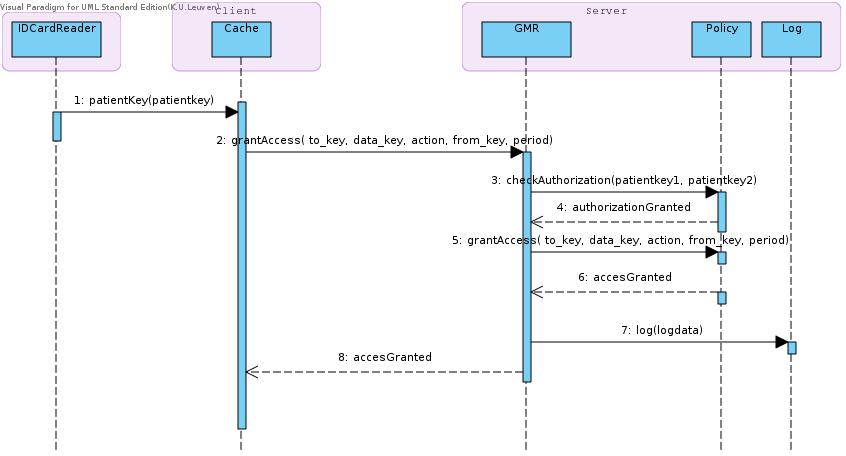 Visual Paradigm for UML Standard Edition(K.U.Leuven)
Client
Server
IDCardReader
Cache
GMR
Policy
Log
1: patientKey(patientkey)
2: grantAccess( to_key, data_key, action, from_key, period)
3: checkAuthorization(patientkey1, patientkey2)
4: authorizationGranted
5: grantAccess( to_key, data_key, action, from_key, period)
6: accesGranted
7: log(logdata)
8: accesGranted